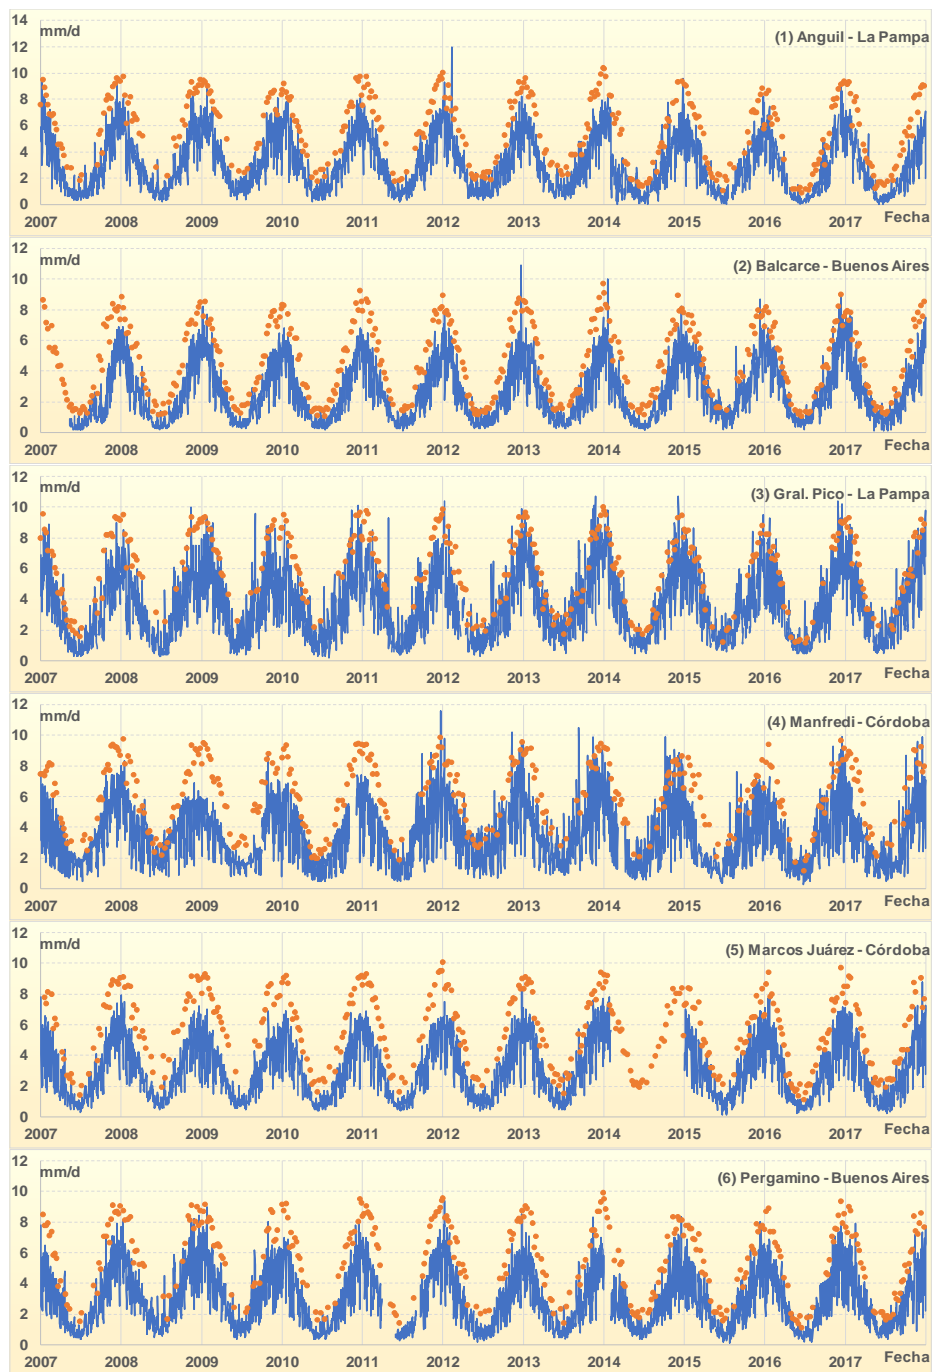 14
mm/d
(1) Anguil - La Pampa
12
10
8
6
4
2
0
Fecha
2007 2008 2009 2010 2011 2012 2013 2014 2015 2016 2017
12
mm/d
(2) Balcarce - Buenos Aires
10
8
6
4
2
0
Fecha
2007 2008 2009 2010 2011 2012 2013 2014 2015 2016 2017
12
mm/d
(3) Gral. Pico - La Pampa
10
8
6
4
2
0
Fecha
2007 2008 2009 2010 2011 2012 2013 2014 2015 2016 2017
12
mm/d
(4) Manfredi - Córdoba
10
8
6
4
2
0
Fecha
2007 2008 2009 2010 2011 2012 2013 2014 2015 2016 2017
12
mm/d
(5) Marcos Juárez - Córdoba
10
8
6
4
2
0
Fecha
2007 2008 2009 2010 2011 2012 2013 2014 2015 2016 2017
12
mm/d
(6) Pergamino - Buenos Aires
10
8
6
4
2
0
Fecha
2007 2008 2009 2010 2011 2012 2013 2014 2015 2016 2017